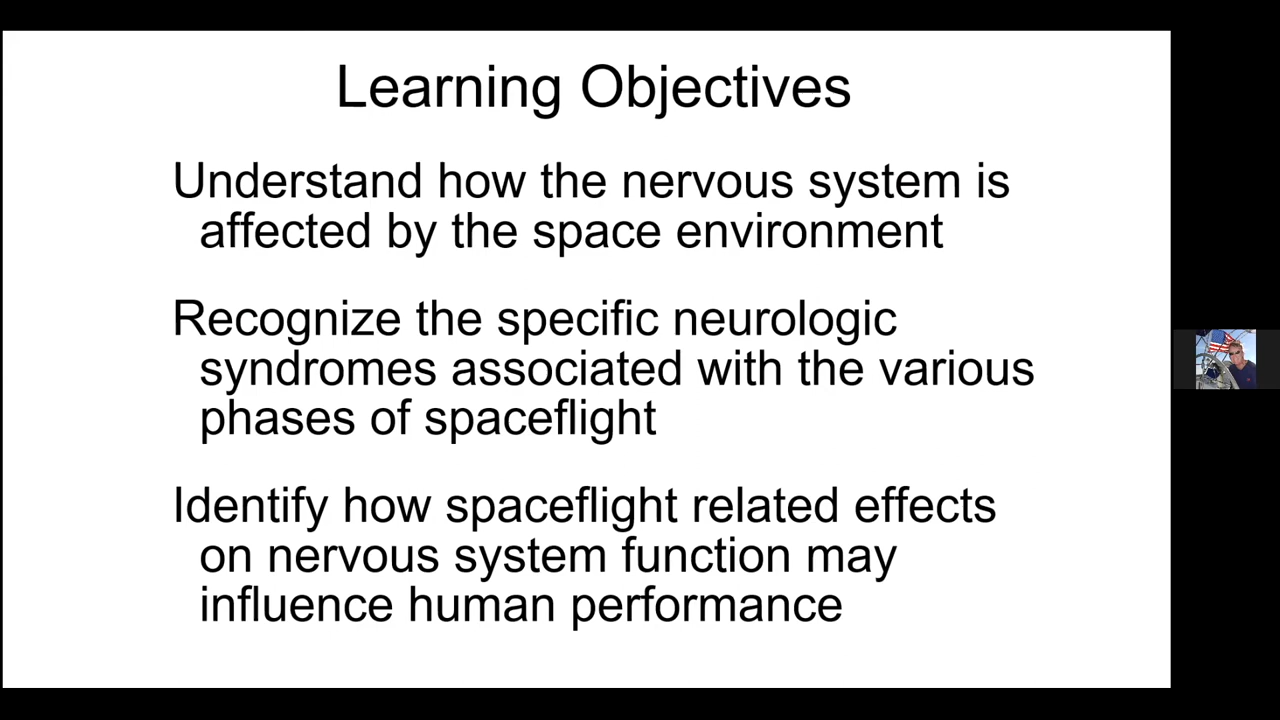 Learning Objectives
Understand how the nervous system is
affected by the space environment
Recognize the specific neurologic
syndromes associated with the various
phases of spaceflight
Identify how spaceflight related effects
on nervous system function may
influence human performance